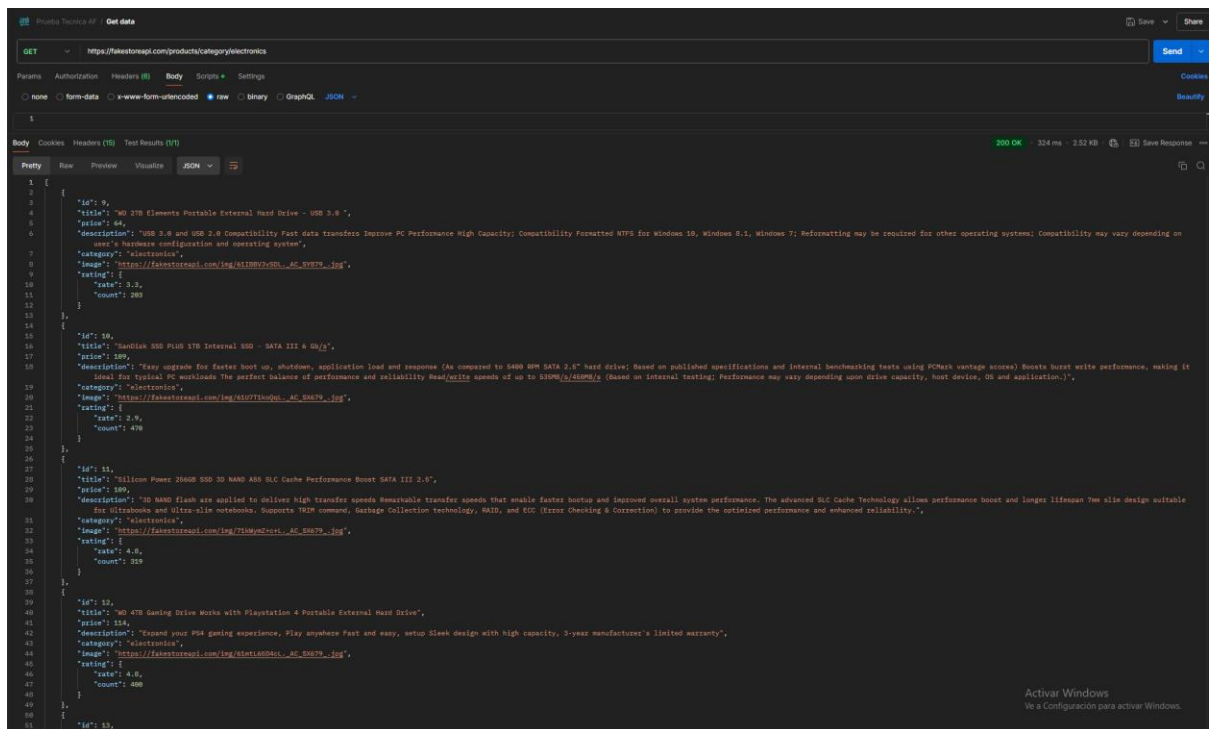 Prueba Tecnica AF / Get data
Save
Share
GET
https://fakestoreapi.com/products/category/electronics
Send
Params Authorization Headers (8) Body Scripts Settings
Cookies
none form-data x-www-form-urlencoded raw binary GraphQL JSON
Beautify
1
Body Cookies Headers (15) Test Results (1/1)
200 OK 324 ms 2.52 KB Save Response
Pretty Raw Preview Visualize JSON
1 [
2 {
3 "id": 9,
4 "title": "WD 2TB Elements Portable External Hard Drive - USB 3.0 ",
5 "price": 64,
6 "description": "USB 3.0 and USB 2.0 Compatibility Fast data transfers Improve PC Performance High Capacity; Compatibility Formatted NTFS for Windows 10, Windows 8.1, Windows 7; Reformatting may be required for other operating systems; Compatibility may vary depending on
user's hardware configuration and operating system",
7 "category": "electronics",
8 "image": "https://fakestoreapi.com/img/61IBBVJvSDL._AC_SY879_.jpg",
9 "rating": {
10 "rate": 3.3,
11 "count": 203
12 }
13 },
14 {
15 "id": 10,
16 "title": "SanDisk SSD PLUS 1TB Internal SSD - SATA III 6 Gb/s",
17 "price": 109,
18 "description": "Easy upgrade for faster boot up, shutdown, application load and response (As compared to 5400 RPM SATA 2.5” hard drive; Based on published specifications and internal benchmarking tests using PCMark vantage scores) Boosts burst write performance, making it
ideal for typical PC workloads The perfect balance of performance and reliability Read/write speeds of up to 535MB/s/450MB/s (Based on internal testing; Performance may vary depending upon drive capacity, host device, OS and application.)",
19 "category": "electronics",
20 "image": "https://fakestoreapi.com/img/61U7T1koQqL._AC_SX679_.jpg",
21 "rating": {
22 "rate": 2.9,
23 "count": 470
24 }
25 },
26 {
27 "id": 11,
28 "title": "Silicon Power 256GB SSD 3D NAND A55 SLC Cache Performance Boost SATA III 2.5",
29 "price": 109,
30 "description": "3D NAND flash are applied to deliver high transfer speeds Remarkable transfer speeds that enable faster bootup and improved overall system performance. The advanced SLC Cache Technology allows performance boost and longer lifespan 7mm slim design suitable
for Ultrabooks and Ultra-slim notebooks. Supports TRIM command, Garbage Collection technology, RAID, and ECC (Error Checking & Correction) to provide the optimized performance and enhanced reliability.",
31 "category": "electronics",
32 "image": "https://fakestoreapi.com/img/71kWymZ+c+L._AC_SX679_.jpg",
33 "rating": {
34 "rate": 4.8,
35 "count": 319
36 }
37 },
38 {
39 "id": 12,
40 "title": "WD 4TB Gaming Drive Works with Playstation 4 Portable External Hard Drive",
41 "price": 114,
42 "description": "Expand your PS4 gaming experience, Play anywhere Fast and easy, setup Sleek design with high capacity, 3-year manufacturer's limited warranty",
43 "category": "electronics",
44 "image": "https://fakestoreapi.com/img/61mtL65D4cL._AC_SX679_.jpg",
45 "rating": {
46 "rate": 4.8,
47 "count": 400
48 }
49 },
50 {
51 "id": 13,
Activar Windows
Ve a Configuración para activar Windows.